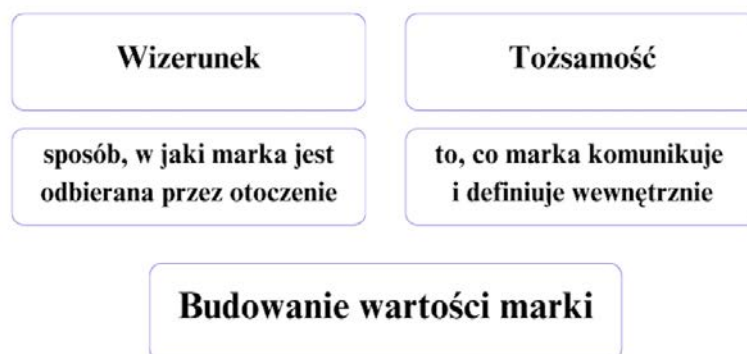 Wizerunek
sposób, w jaki marka jest
odbierana przez otoczenie
Tożsamość
to, co marka komunikuje
i definiuje wewnętrznie
Budowanie wartości marki